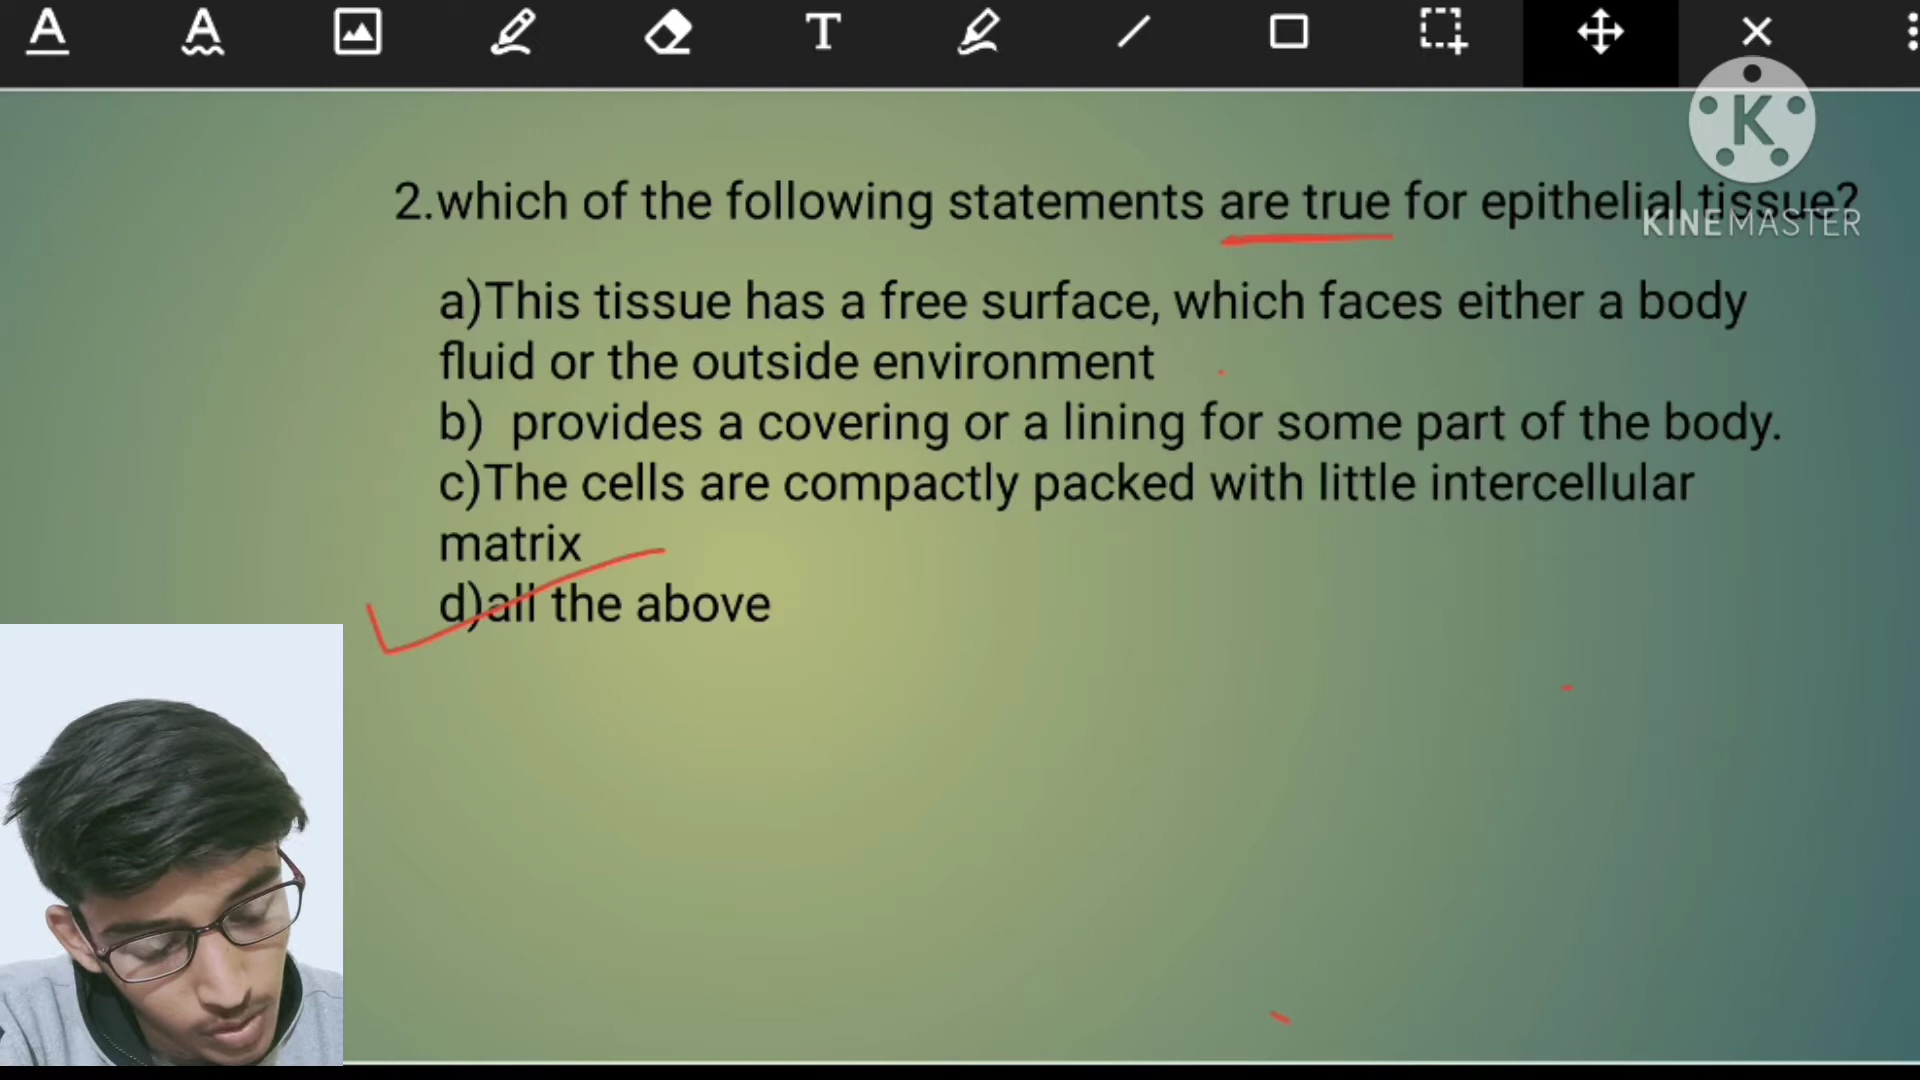 A A T
K
KINEMASTER
2.which of the following statements are true for epithelial tissue?
a)This tissue has a free surface, which faces either a body
fluid or the outside environment
b) provides a covering or a lining for some part of the body.
c)The cells are compactly packed with little intercellular
matrix
d)all the above